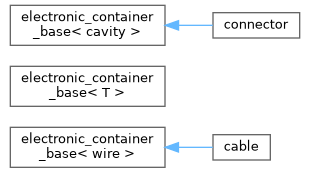 electronic_container
_base< cavity >
connector
electronic_container
_base< T >
electronic_container
_base< wire >
cable